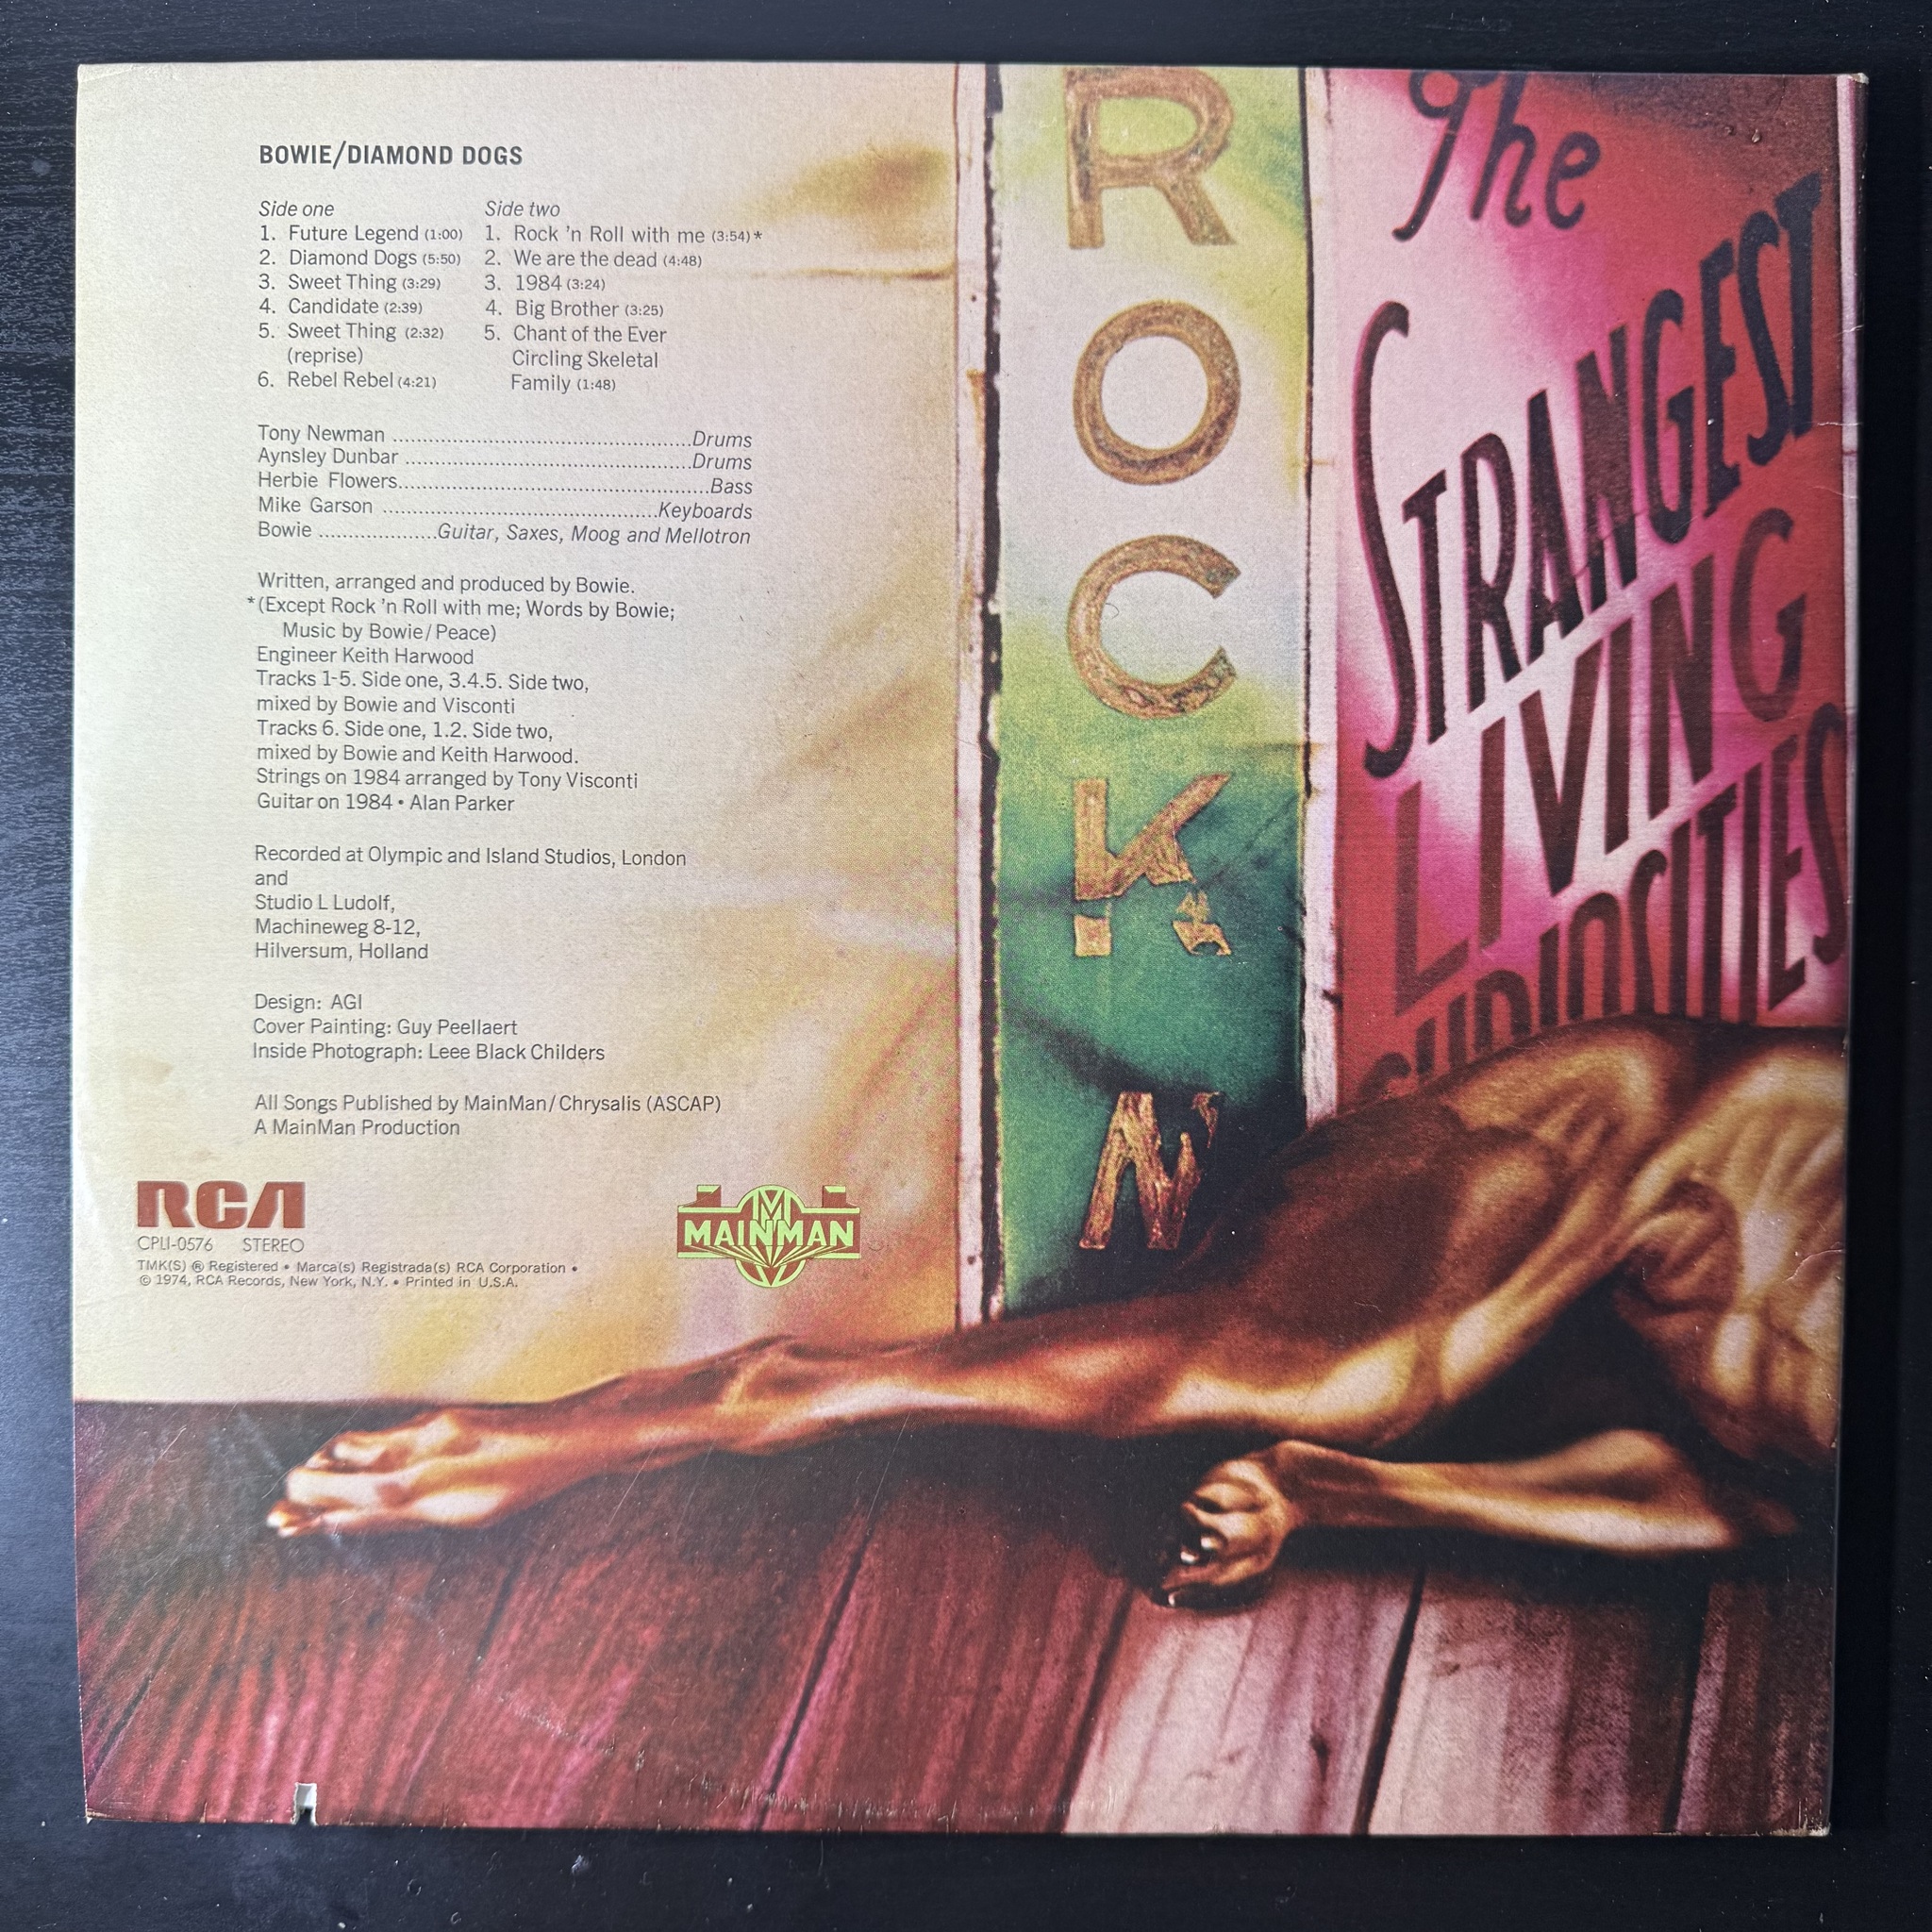 BOWIE/DIAMOND DOGS
Side one
1. Future Legend (1:00)
2. Diamond Dogs (5:50)
3. Sweet Thing (3:29)
4. Candidate (2:39)
5. Sweet Thing (2:32)
(reprise)
6. Rebel Rebel (4:21)
Side two
1. Rock 'n Roll with me (3:54)*
2. We are the dead (4:48)
3. 1984 (3:24)
4. Big Brother (3:25)
5. Chant of the Ever
Circling Skeletal
Family (1:48)
Tony Newman ..................................................Drums
Aynsley Dunbar ................................................Drums
Herbie Flowers....................................................Bass
Mike Garson ..............................................Keyboards
Bowie ....................Guitar, Saxes, Moog and Mellotron
Written, arranged and produced by Bowie.
*(Except Rock 'n Roll with me; Words by Bowie;
Music by Bowie/Peace)
Engineer Keith Harwood
Tracks 1-5. Side one, 3.4.5. Side two,
mixed by Bowie and Visconti
Tracks 6. Side one, 1.2. Side two,
mixed by Bowie and Keith Harwood.
Strings on 1984 arranged by Tony Visconti
Guitar on 1984 • Alan Parker
Recorded at Olympic and Island Studios, London
and
Studio L Ludolf,
Machineweg 8-12,
Hilversum, Holland
Design: AGI
Cover Painting: Guy Peellaert
Inside Photograph: Leee Black Childers
All Songs Published by MainMan/Chrysalis (ASCAP)
A MainMan Production
RCA
CPLI-0576 STEREO
TMK(S) ® Registered • Marca(s) Registrada(s) RCA Corporation •
© 1974, RCA Records, New York, N.Y. • Printed in U.S.A.
M
MAINMAN
ROCK
N
The
STRANGEST
LIVING
CURIOSITIES